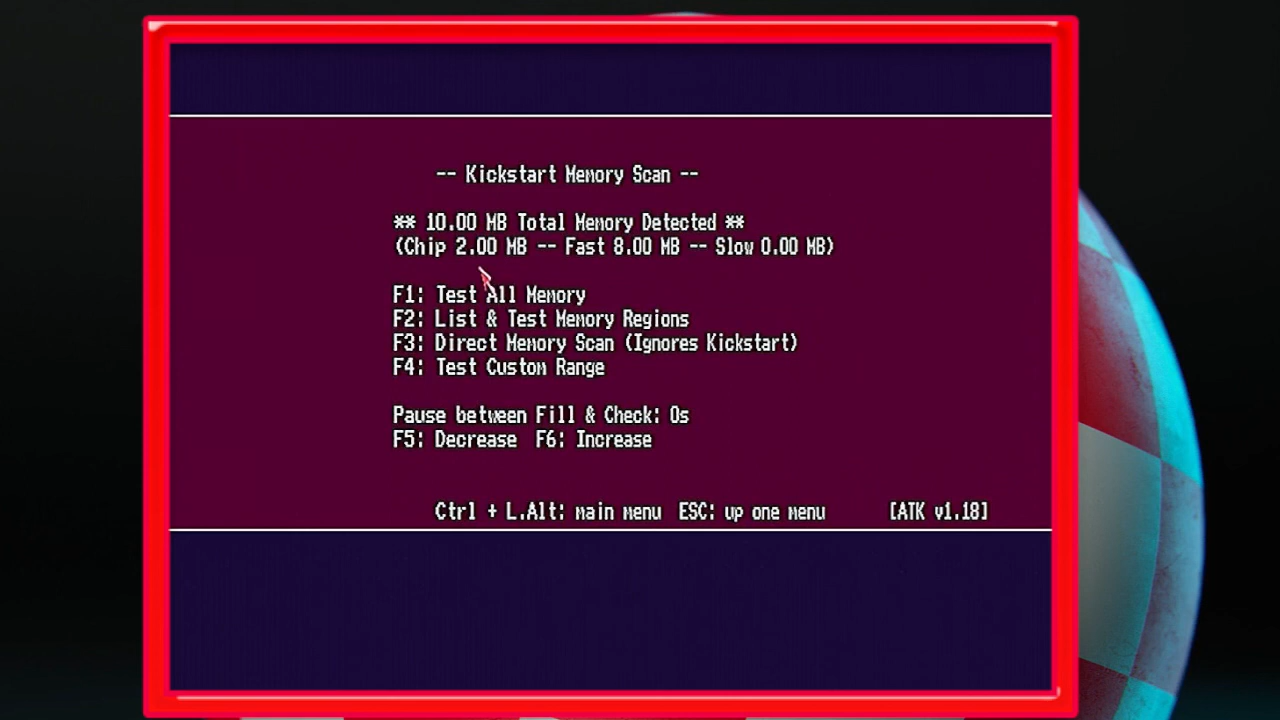 -- Kickstart Memory Scan --
** 10.00 MB Total Memory Detected **
(Chip 2.00 MB -- Fast 8.00 MB -- Slow 0.00 MB)
F1: Test All Memory
F2: List & Test Memory Regions
F3: Direct Memory Scan (Ignores Kickstart)
F4: Test Custom Range
Pause between Fill & Check: 0s
F5: Decrease F6: Increase
Ctrl + L.Alt: main menu ESC: up one menu [ATK v1.18]